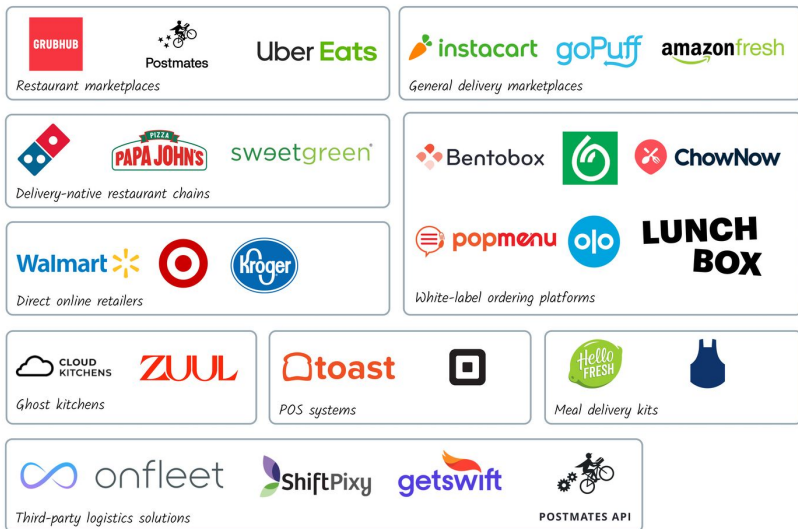 GRUBHUB
Postmates
Uber Eats
Restaurant marketplaces
instacart
goPuff
amazonfresh
General delivery marketplaces
PIZZA
PAPA JOHN'S
sweetgreen
Delivery-native restaurant chains
Bentobox
ChowNow
popmenu
olo
LUNCH
BOX
White-label ordering platforms
Walmart
Kroger
Direct online retailers
CLOUD
KITCHENS
ZUUL
Ghost kitchens
toast
POS systems
Hello
FRESH
Meal delivery kits
onfleet
ShiftPixy
getswift
POSTMATES API
Third-party logistics solutions